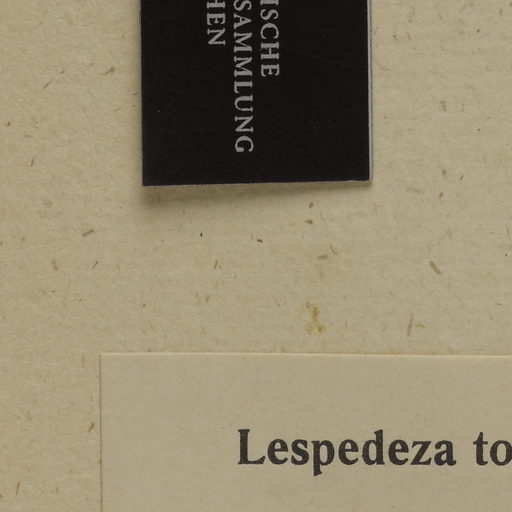 ISCHE
SAMMLUNG
HEN
Lespedeza to